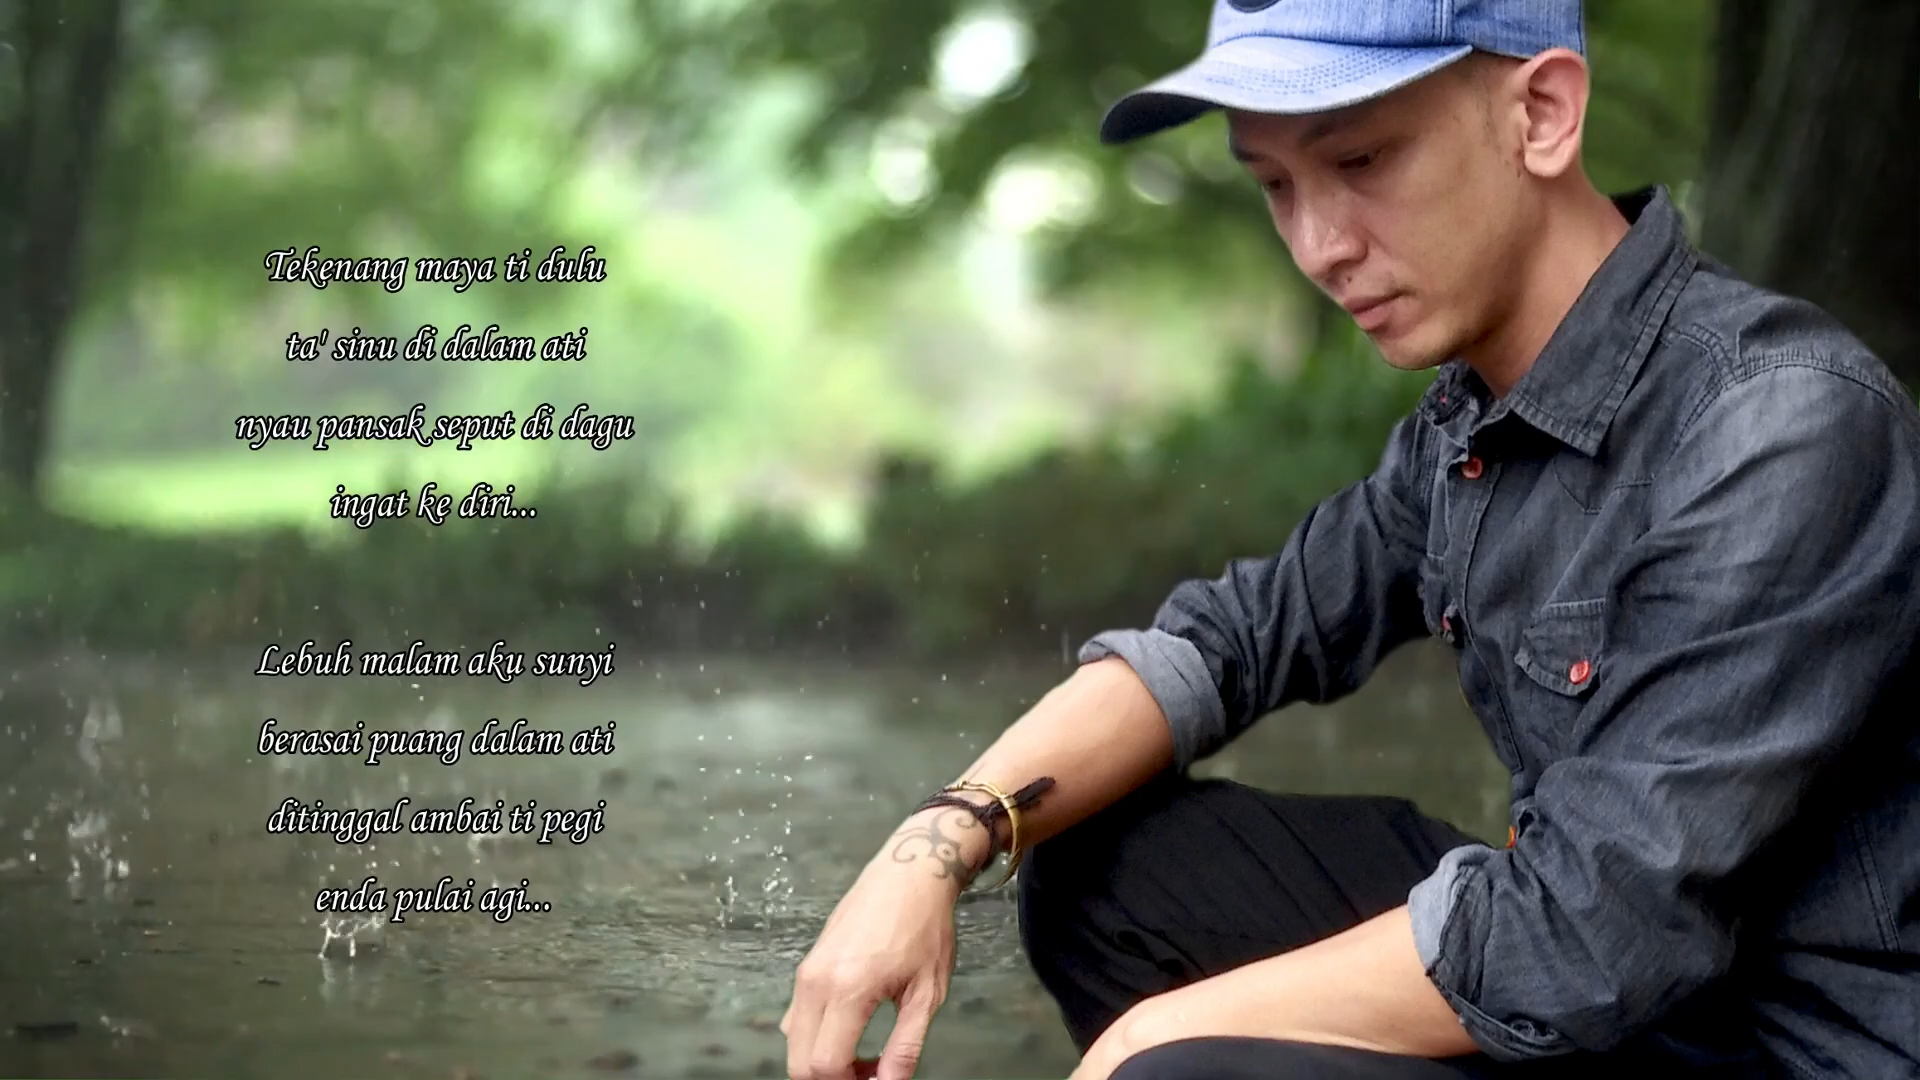 Tekenang maya ti dulu
ta' sinu di dalam ati
nyau pansak seput di dagu
ingat ke diri...
Lebuh malam aku sunyi
berasai puang dalam ati
ditinggal ambai ti pegi
enda pulai agi...